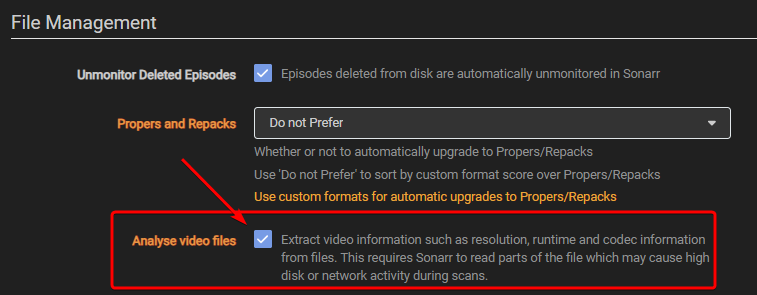 File Management
Unmonitor Deleted Episodes
Episodes deleted from disk are automatically unmonitored in Sonarr
Propers and Repacks
Do not Prefer
Whether or not to automatically upgrade to Propers/Repacks
Use 'Do not Prefer' to sort by custom format score over Propers/Repacks
Use custom formats for automatic upgrades to Propers/Repacks
Analyse video files
Extract video information such as resolution, runtime and codec information
from files. This requires Sonarr to read parts of the file which may cause high
disk or network activity during scans.